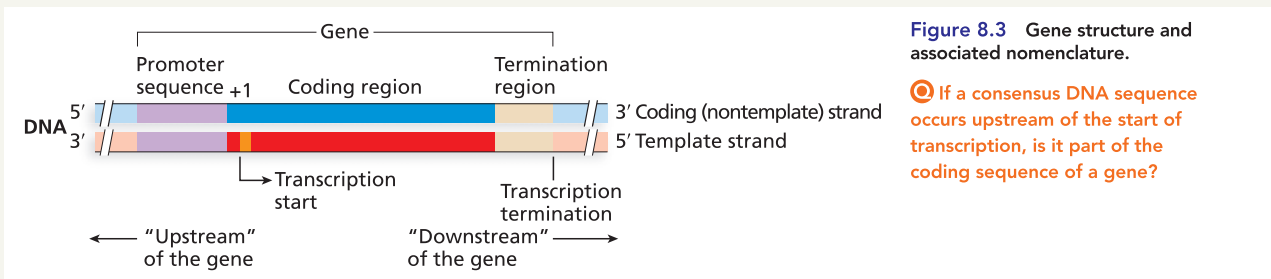 Gene
Promoter
sequence +1
Coding region
Termination
region
DNA
5′
3′ Coding (nontemplate) strand
3′
5′ Template strand
Transcription
start
Transcription
termination
“Upstream”
of the gene
“Downstream”
of the gene
Figure 8.3 Gene structure and
associated nomenclature.
Q If a consensus DNA sequence
occurs upstream of the start of
transcription, is it part of the
coding sequence of a gene?